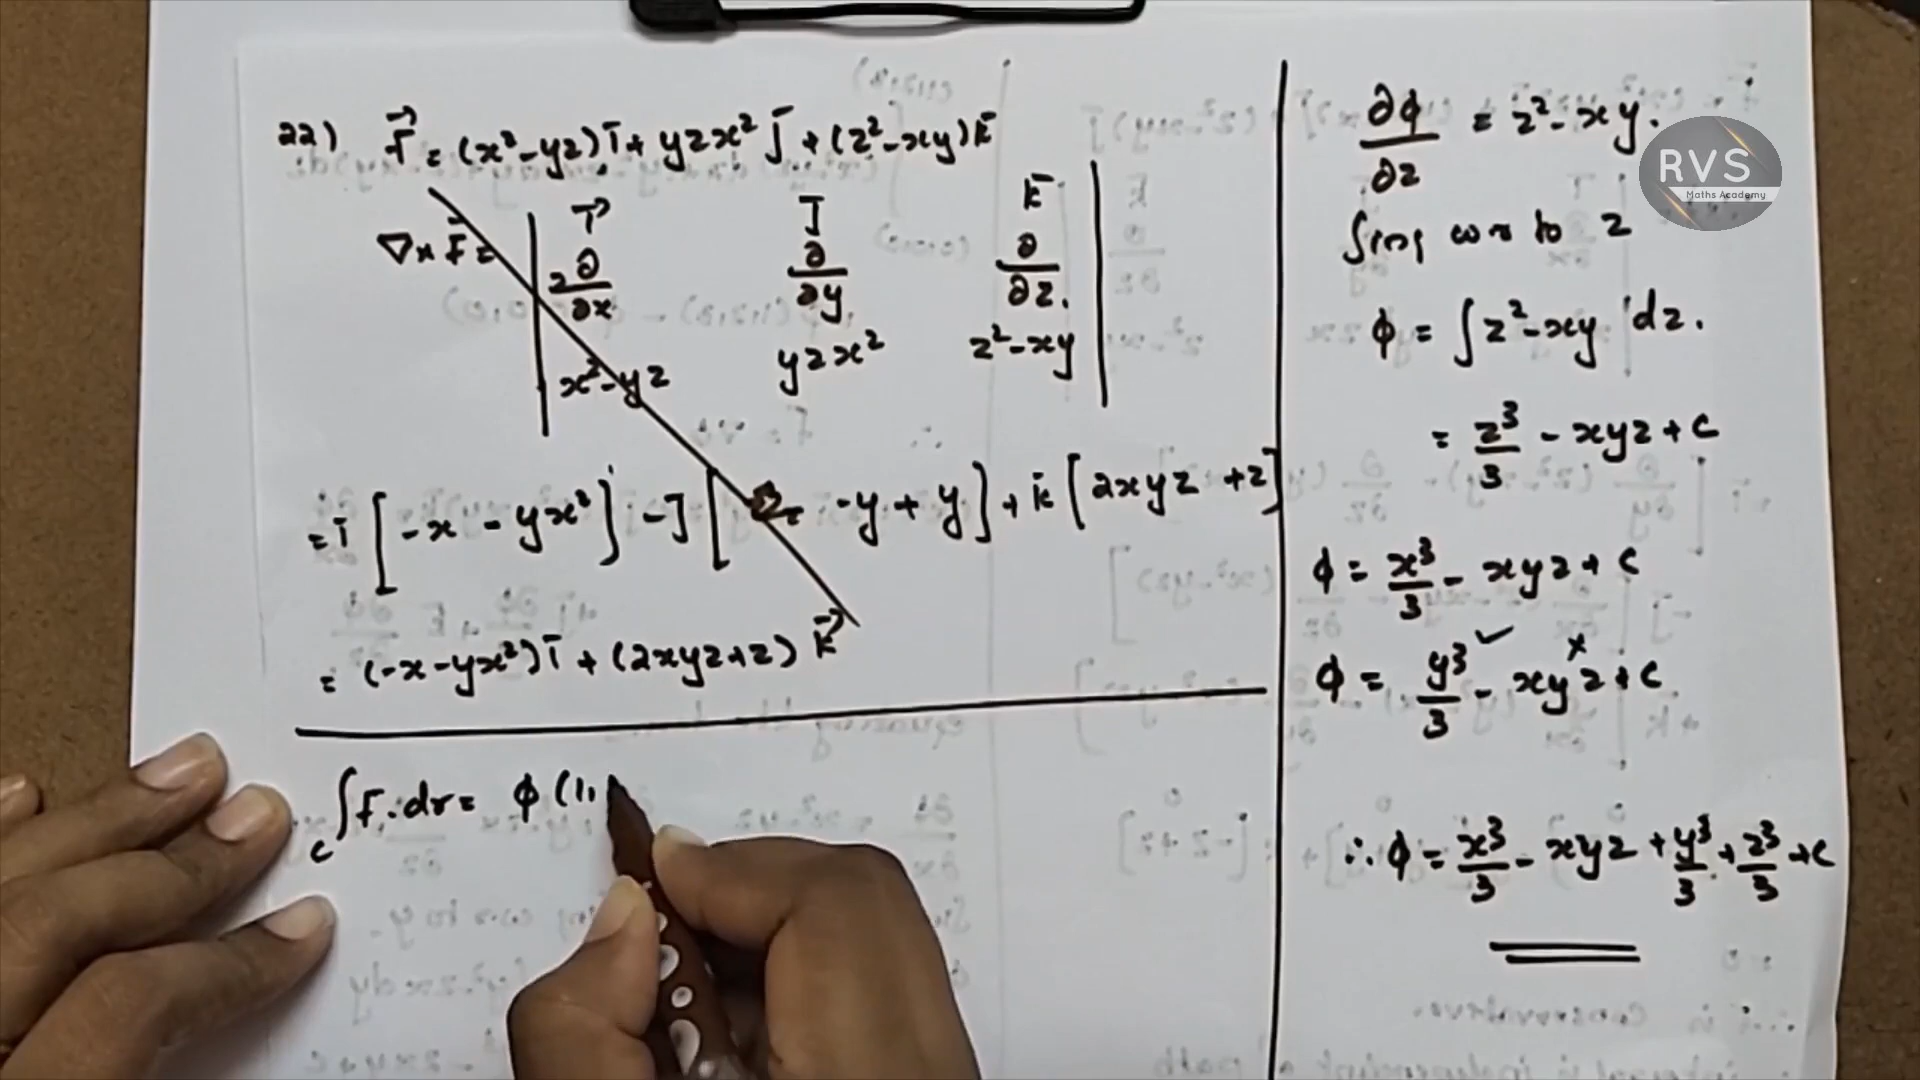 22) F⃗ = (x² - yz) i̅ + yzx² j̅ + (z² - xy) k̅
∇ x F̅ =
i⃗ j̅ k̅
∂/∂x ∂/∂y ∂/∂z .
x² - yz yzx² z² - xy
= i̅ [ -x - yx² ] - j̅ [ -y + y ] + k̅ [ 2xyz + z ]
= (-x - yx²) i̅ + (2xyz + z) k⃗
∫c F . dr = ϕ (1,
∂ϕ/∂z = z² - xy .
RVS
Maths Academy
ϕ = ∫ z² - xy dz .
= z³/3 - xyz + c
ϕ = x³/3 - xyz + c
ϕ = y³/3 ✓ - xyz + c
∴ ϕ = x³/3 - xyz + y³/3 + z³/3 + c